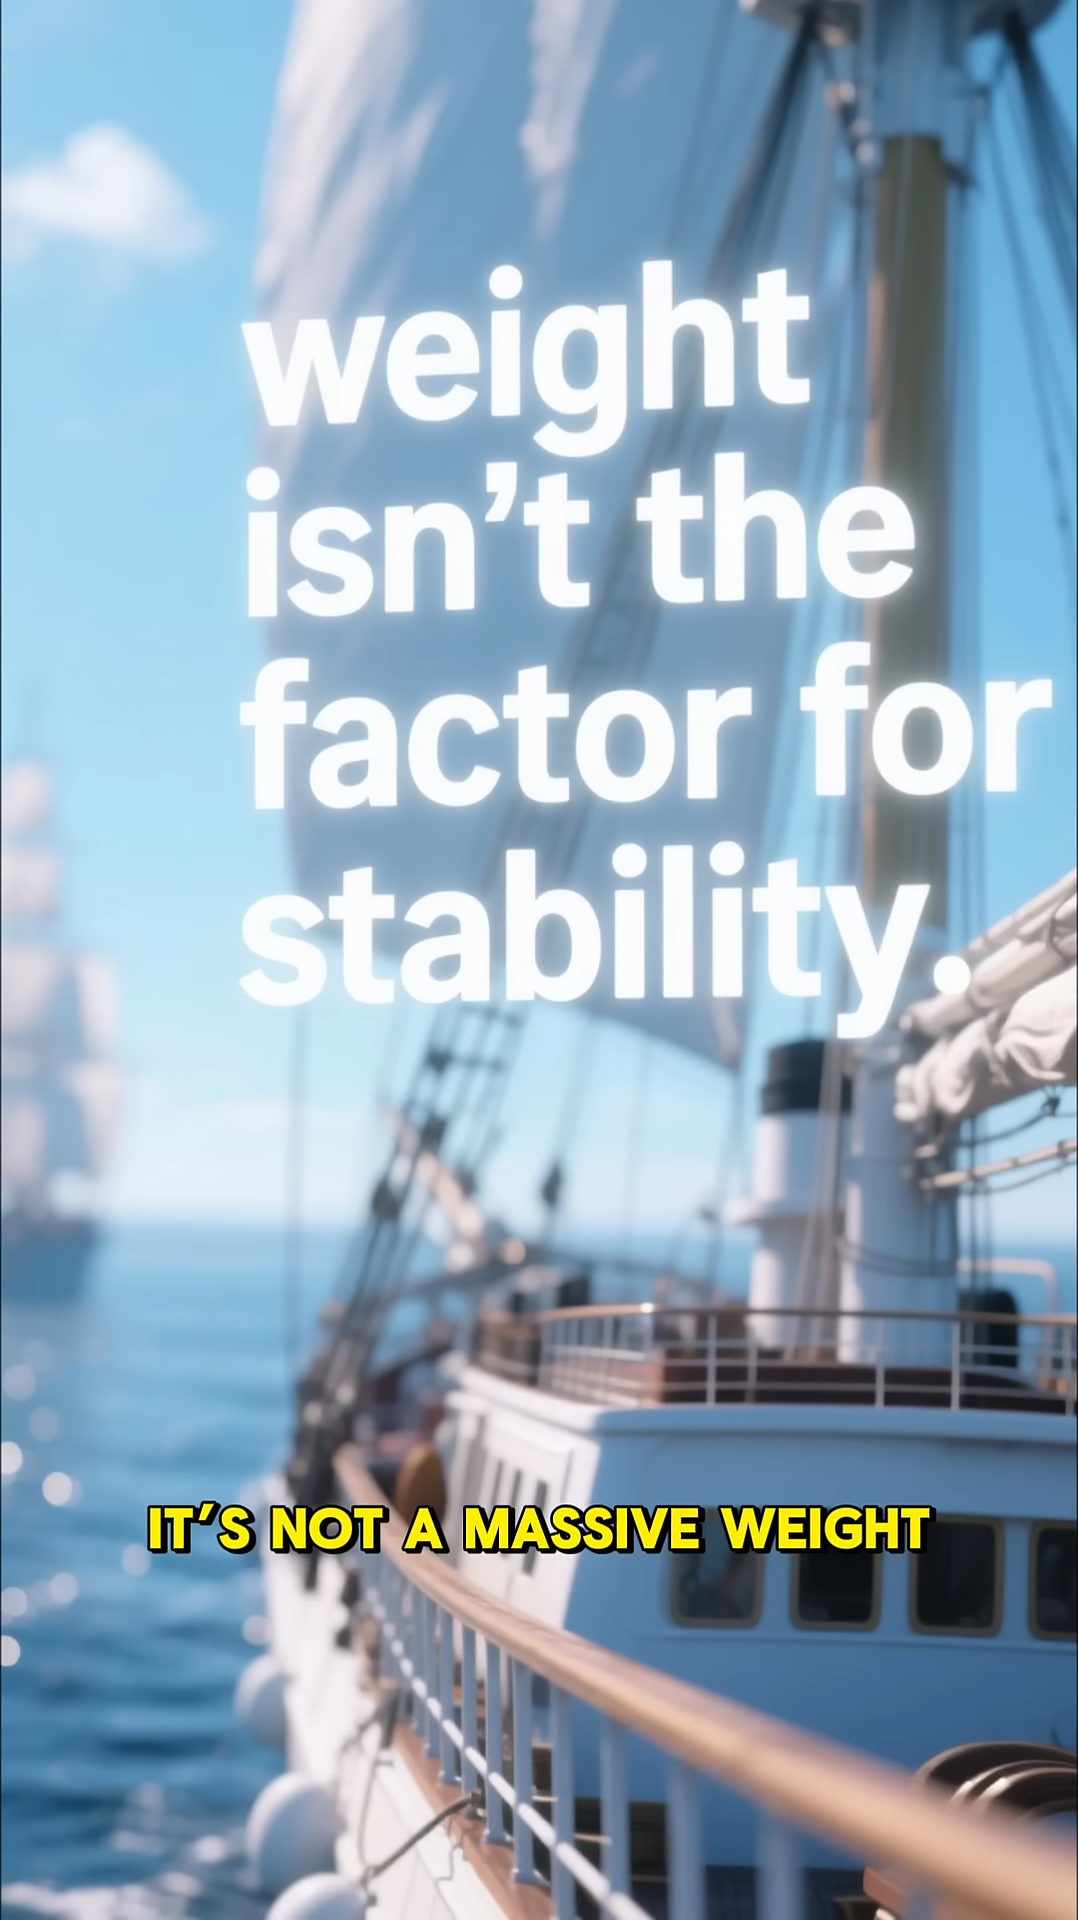 weight
isn't the
factor for
stability.
IT'S NOT A MASSIVE WEIGHT